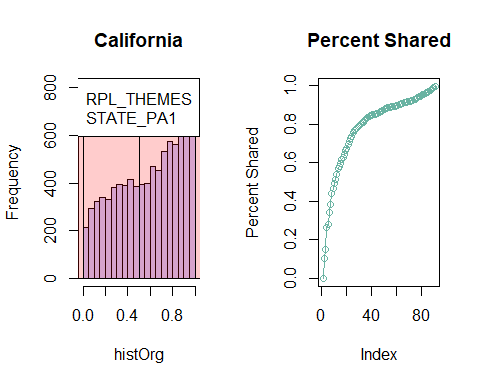 California
Percent Shared
RPL_THEMES
STATE_PA1
Frequency
0
200
400
600
800
0.0
0.4
0.8
histOrg
Percent Shared
0.0
0.2
0.4
0.6
0.8
1.0
0
40
80
Index